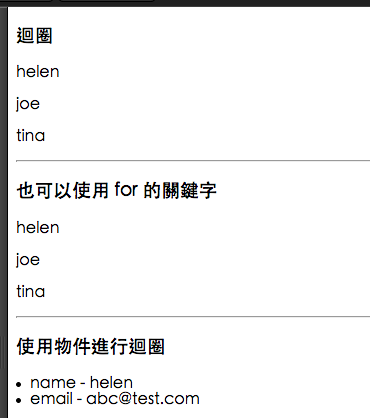 迴圈
helen
joe
tina
也可以使用 for 的關鍵字
helen
joe
tina
使用物件進行迴圈
name - helen
email - abc@test.com